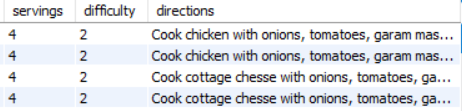 servings difficulty directions
4 2 Cook chicken with onions, tomatoes, garam mas...
4 2 Cook chicken with onions, tomatoes, garam mas...
4 2 Cook cottage chesse with onions, tomatoes, ga...
4 2 Cook cottage chesse with onions, tomatoes, ga...